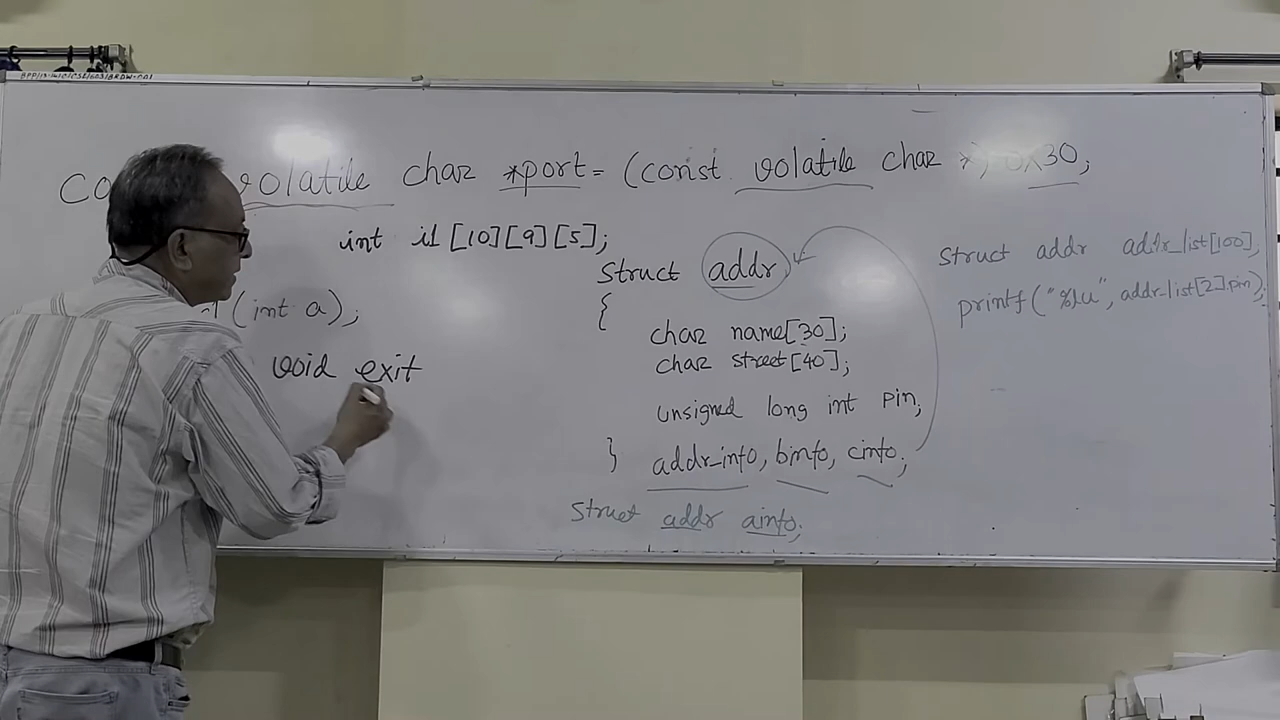 volatile char *port = (const volatile char *) 0x30;
int i1[10][9][5];
(int a);
void exit
struct addr
{
char name[30];
char street[40];
unsigned long int pin;
} addr_info, binfo, cinfo;
struct addr ainfo;
struct addr addr_list[100],
printf("%lu", addr_list[2].pin);